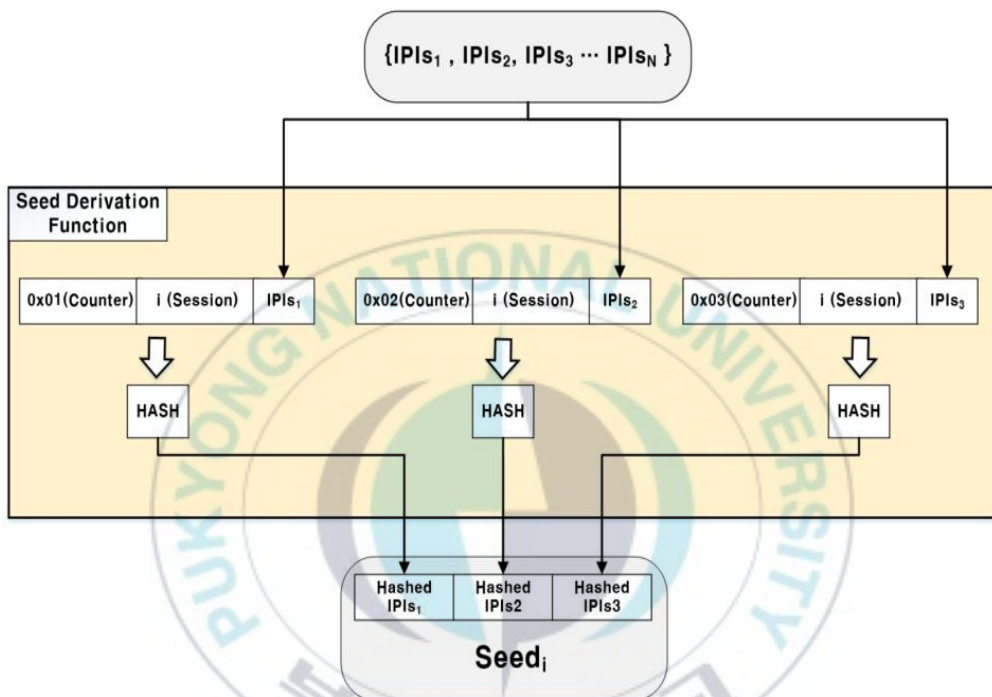 {IPIs₁ , IPIs₂, IPIs₃ ··· IPIs_N }
Seed Derivation
Function
0x01(Counter) i (Session) IPIs₁
0x02(Counter) i (Session) IPIs₂
0x03(Counter) i (Session) IPIs₃
HASH
HASH
HASH
Hashed
IPIs₁
Hashed
IPIs2
Hashed
IPIs3
Seedᵢ
PUKYONG NATIONAL UNIVERSITY